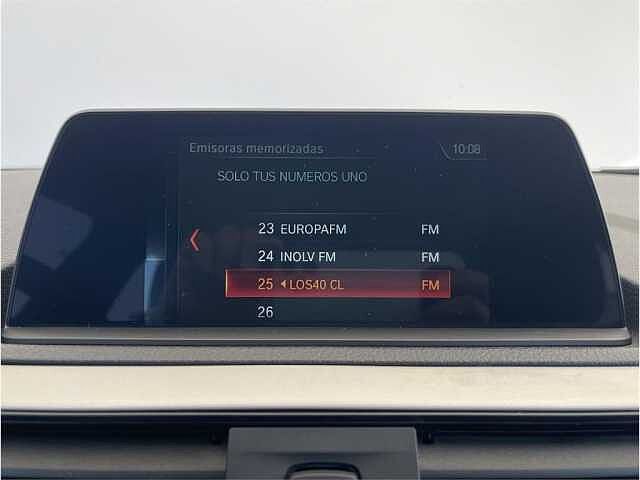 Emisoras memorizadas 10:08
SOLO TUS NUMEROS UNO
23 EUROPAFM FM
24 INOLV FM FM
25 ◄LOS40 CL FM
26